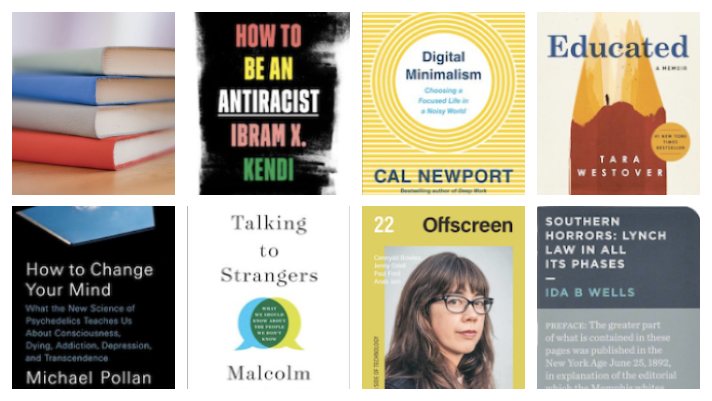 HOW TO
BE AN
ANTIRACIST
IBRAM X.
KENDI
Digital
Minimalism
Choosing a
Focused Life in
a Noisy World
CAL NEWPORT
Bestselling author of Deep Work
Educated
A MEMOIR
#1 NEW YORK
TIMES
BESTSELLER
TARA
WESTOVER
How to Change
Your Mind
What the New Science of
Psychedelics Teaches Us
About Consciousness,
Dying, Addiction, Depression,
and Transcendence
Michael Pollan
Talking
to
Strangers
WHAT
WE SHOULD
KNOW ABOUT
THE PEOPLE
WE DON'T
KNOW
Malcolm
22 Offscreen
SOUTHERN
HORRORS: LYNCH
LAW IN ALL
ITS PHASES
IDA B WELLS
PREFACE: The greater part
of what is contained in these
pages was published in the
New York Age June 25, 1892,
in explanation of the editorial
which the Memphis whites